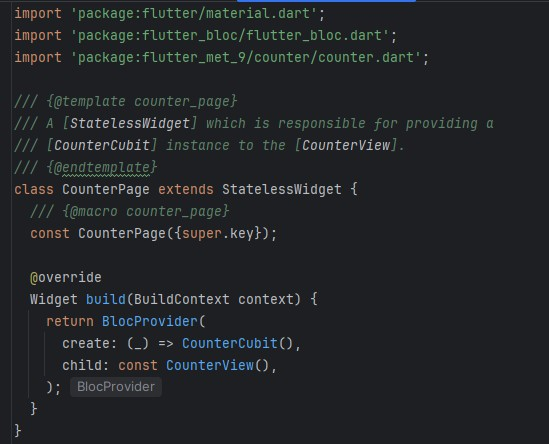 import 'package:flutter/material.dart';
import 'package:flutter_bloc/flutter_bloc.dart';
import 'package:flutter_met_9/counter/counter.dart';
/// {@template counter_page}
/// A [StatelessWidget] which is responsible for providing a
/// [CounterCubit] instance to the [CounterView].
/// {@endtemplate}
class CounterPage extends StatelessWidget {
  /// {@macro counter_page}
  const CounterPage({super.key});
  @override
  Widget build(BuildContext context) {
    return BlocProvider(
      create: (_) => CounterCubit(),
      child: const CounterView(),
    ); BlocProvider
  }
}